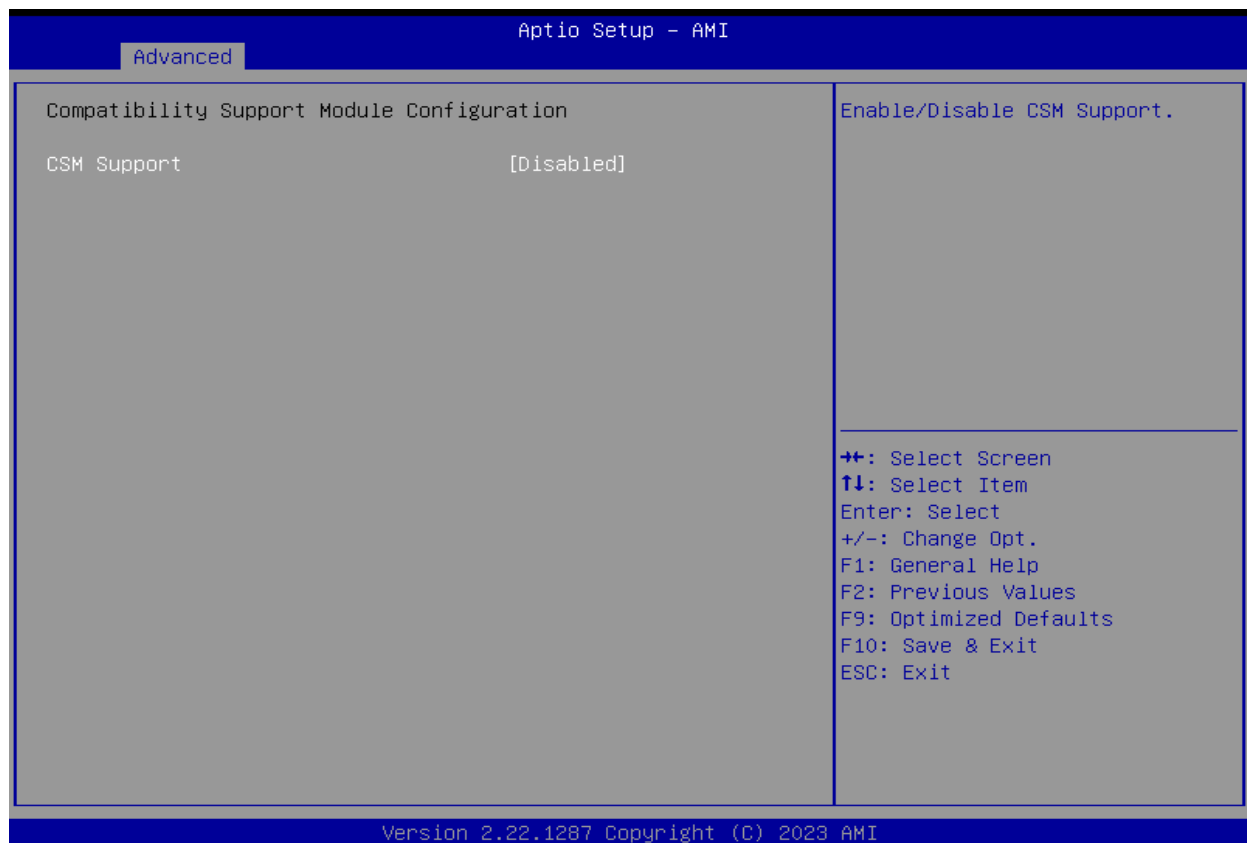 Aptio Setup – AMI
Advanced
Compatibility Support Module Configuration
CSM Support [Disabled]
Enable/Disable CSM Support.
→←: Select Screen
↑↓: Select Item
Enter: Select
+/-: Change Opt.
F1: General Help
F2: Previous Values
F9: Optimized Defaults
F10: Save & Exit
ESC: Exit
Version 2.22.1287 Copyright (C) 2023 AMI